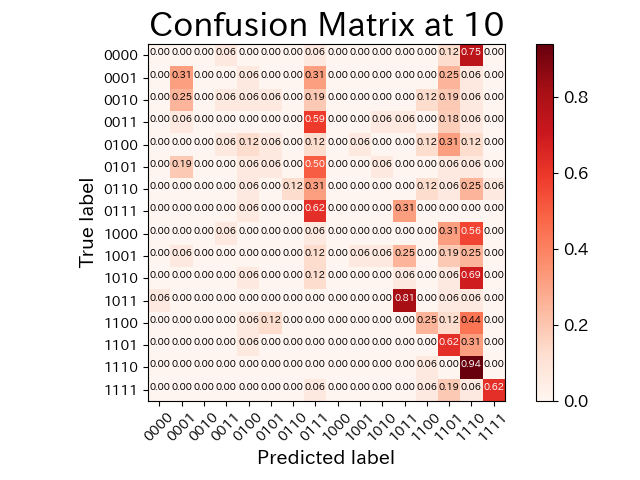 Confusion Matrix at 10
0000 0.00 0.00 0.00 0.06 0.00 0.00 0.00 0.06 0.00 0.00 0.00 0.00 0.00 0.12 0.75 0.00
0001 0.00 0.31 0.00 0.00 0.06 0.00 0.00 0.31 0.00 0.00 0.00 0.00 0.00 0.25 0.06 0.00
0010 0.00 0.25 0.00 0.06 0.06 0.06 0.00 0.19 0.00 0.00 0.00 0.00 0.12 0.19 0.06 0.00
0011 0.00 0.06 0.00 0.00 0.00 0.00 0.00 0.59 0.00 0.00 0.06 0.06 0.00 0.18 0.06 0.00
0100 0.00 0.00 0.00 0.06 0.12 0.06 0.00 0.12 0.00 0.06 0.00 0.00 0.12 0.31 0.12 0.00
0101 0.00 0.19 0.00 0.00 0.06 0.06 0.00 0.50 0.00 0.00 0.06 0.00 0.00 0.06 0.06 0.00
0110 0.00 0.00 0.00 0.00 0.06 0.00 0.12 0.31 0.00 0.00 0.00 0.00 0.12 0.06 0.25 0.06
0111 0.00 0.00 0.00 0.00 0.06 0.00 0.00 0.62 0.00 0.00 0.00 0.31 0.00 0.00 0.00 0.00
1000 0.00 0.00 0.00 0.06 0.00 0.00 0.00 0.06 0.00 0.00 0.00 0.00 0.00 0.31 0.56 0.00
1001 0.00 0.06 0.00 0.00 0.00 0.00 0.00 0.12 0.00 0.06 0.06 0.25 0.00 0.19 0.25 0.00
1010 0.00 0.00 0.00 0.00 0.06 0.00 0.00 0.12 0.00 0.00 0.00 0.06 0.00 0.06 0.69 0.00
1011 0.06 0.00 0.00 0.00 0.00 0.00 0.00 0.00 0.00 0.00 0.00 0.81 0.00 0.06 0.06 0.00
1100 0.00 0.00 0.00 0.00 0.06 0.12 0.00 0.00 0.00 0.00 0.00 0.00 0.25 0.12 0.44 0.00
1101 0.00 0.00 0.00 0.00 0.06 0.00 0.00 0.00 0.00 0.00 0.00 0.00 0.00 0.62 0.31 0.00
1110 0.00 0.00 0.00 0.00 0.00 0.00 0.00 0.00 0.00 0.00 0.00 0.00 0.06 0.00 0.94 0.00
1111 0.00 0.00 0.00 0.00 0.00 0.00 0.00 0.06 0.00 0.00 0.00 0.00 0.06 0.19 0.06 0.62
0000 0001 0010 0011 0100 0101 0110 0111 1000 1001 1010 1011 1100 1101 1110 1111
Predicted label
True label
0.8
0.6
0.4
0.2
0.0